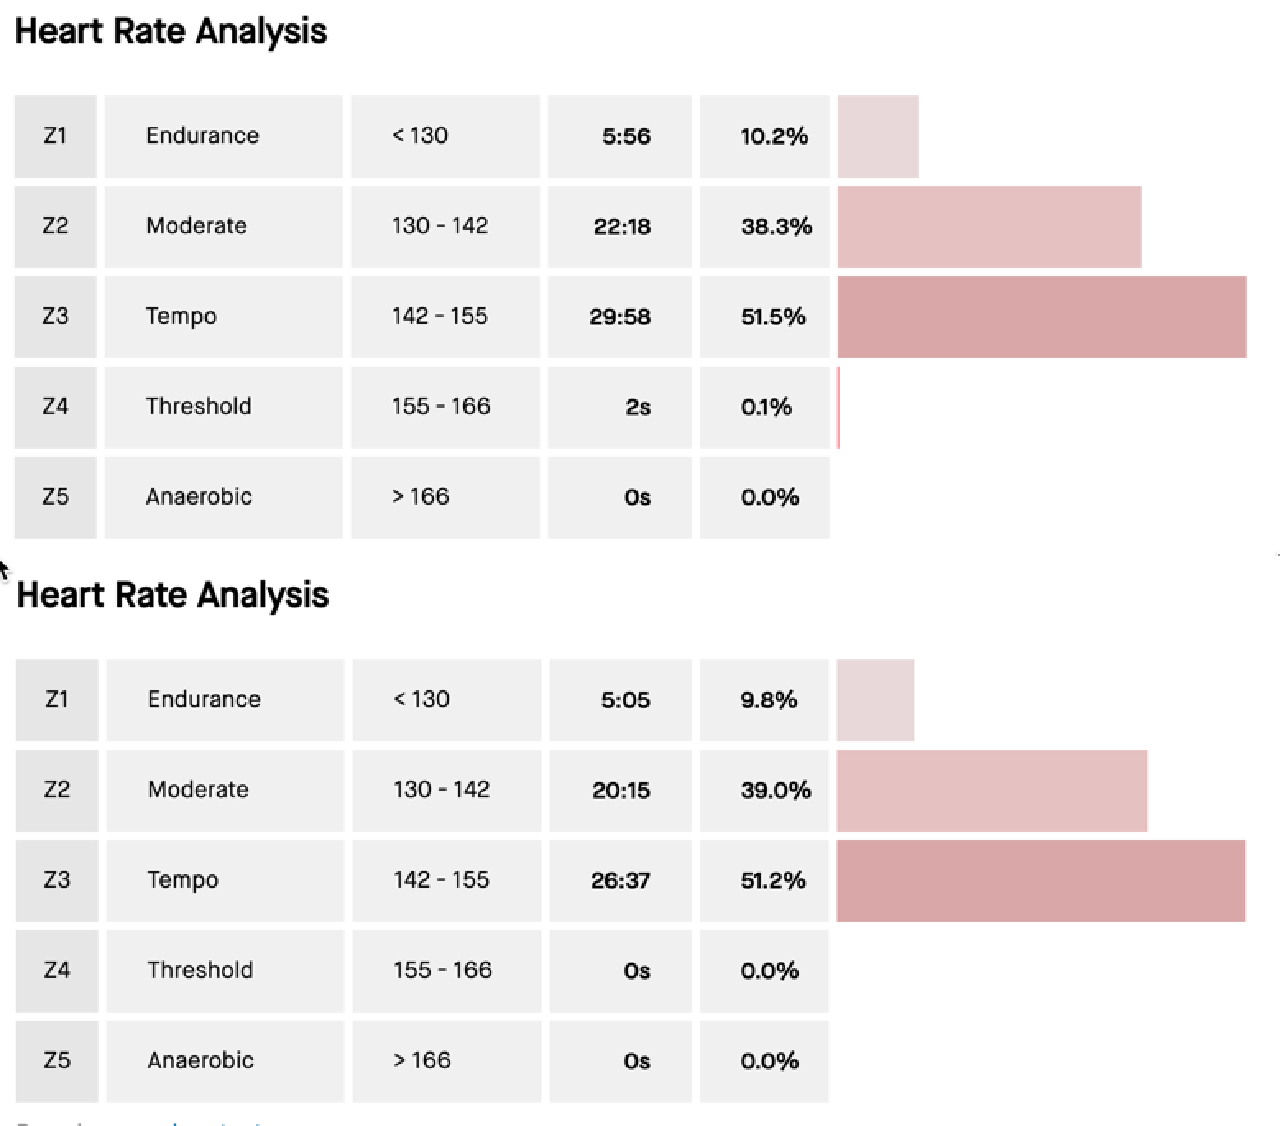 Heart Rate Analysis
Z1 Endurance < 130 5:56 10.2%
Z2 Moderate 130 - 142 22:18 38.3%
Z3 Tempo 142 - 155 29:58 51.5%
Z4 Threshold 155 - 166 2s 0.1%
Z5 Anaerobic > 166 0s 0.0%
Heart Rate Analysis
Z1 Endurance < 130 5:05 9.8%
Z2 Moderate 130 - 142 20:15 39.0%
Z3 Tempo 142 - 155 26:37 51.2%
Z4 Threshold 155 - 166 0s 0.0%
Z5 Anaerobic > 166 0s 0.0%